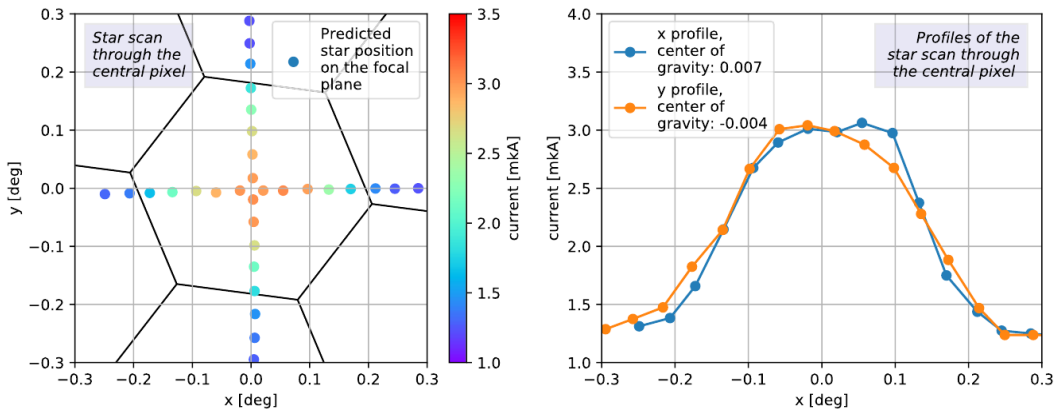 Star scan
through the
central pixel
Predicted
star position
on the focal
plane
0.3
0.2
0.1
0.0
−0.1
−0.2
−0.3
y [deg]
−0.3
−0.2
−0.1
0.0
0.1
0.2
0.3
x [deg]
3.5
3.0
2.5
2.0
1.5
1.0
current [mkA]
x profile,
center of
gravity: 0.007
y profile,
center of
gravity: -0.004
Profiles of the
star scan through
the central pixel
4.0
3.5
3.0
2.5
2.0
1.5
1.0
current [mkA]
−0.3
−0.2
−0.1
0.0
0.1
0.2
0.3
x [deg]